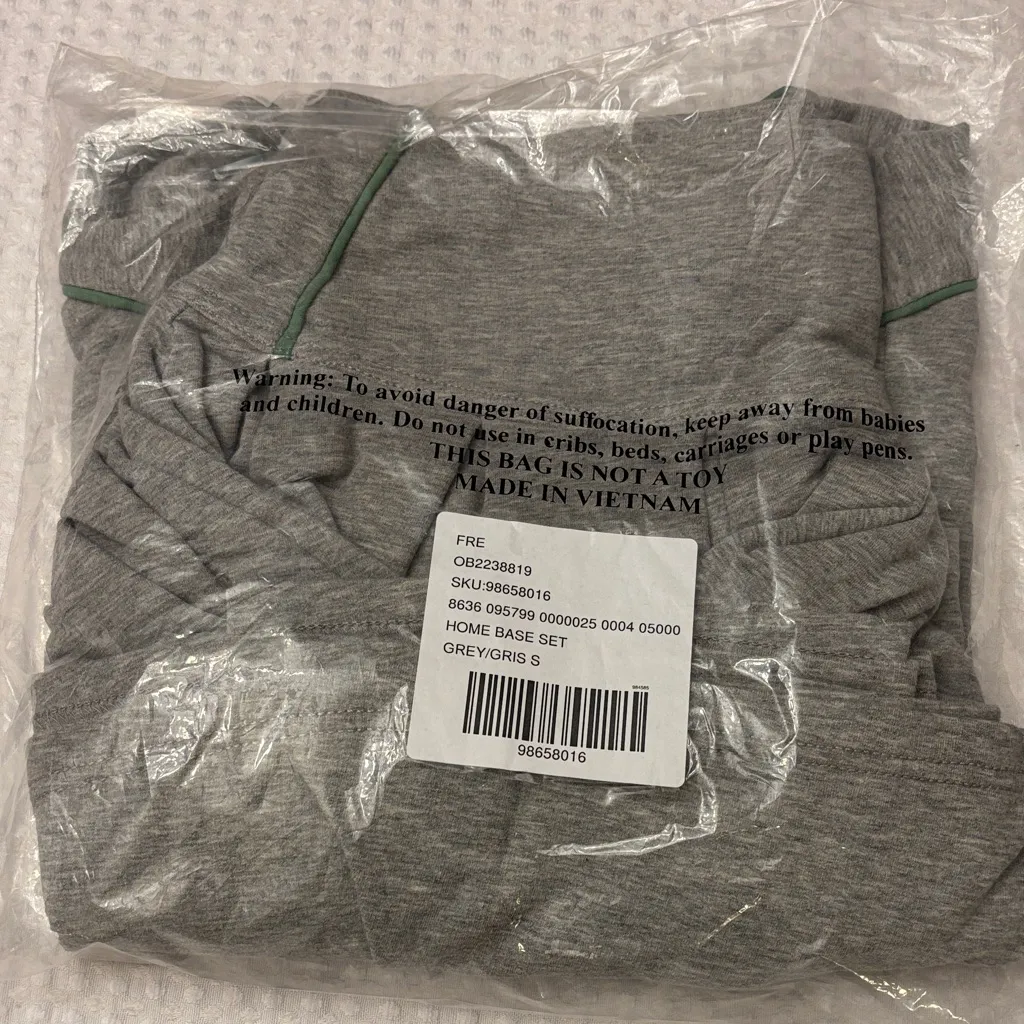 Warning: To avoid danger of suffocation, keep away from babies
and children. Do not use in cribs, beds, carriages or play pens.
THIS BAG IS NOT A TOY
MADE IN VIETNAM
FRE
OB2238819
SKU:98658016
8636 095799 0000025 0004 05000
HOME BASE SET
GREY/GRIS S
984585
98658016